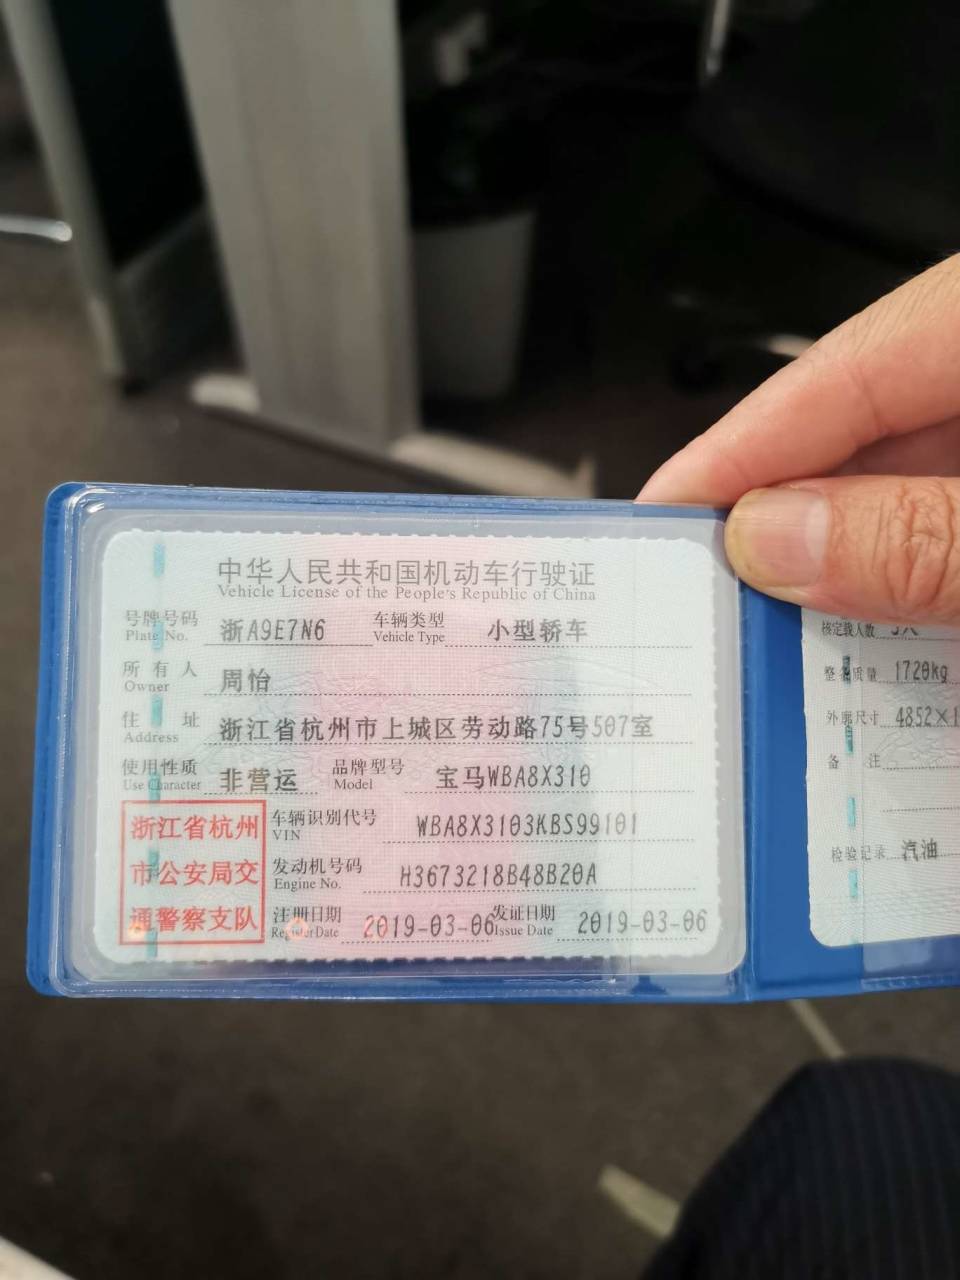 中华人民共和国机动车行驶证
Vehicle License of the People's Republic of China
号牌号码 浙A9E7N6 车辆类型 小型轿车
Plate No. Vehicle Type
所有人 周怡
Owner
住址 浙江省杭州市上城区劳动路75号507室
Address
使用性质 非营运 品牌型号 宝马WBA8X310
Use Character Model
浙江省杭州
市公安局交
通警察支队
车辆识别代号 WBA8X3103KBS99101
VIN
发动机号码 H3673218B48B20A
Engine No.
注册日期 2019-03-06 发证日期 2019-03-06
Register Date Issue Date
核定载人数 5人
整备质量 1720kg
外廓尺寸 4852×1
备注
检验记录 汽油